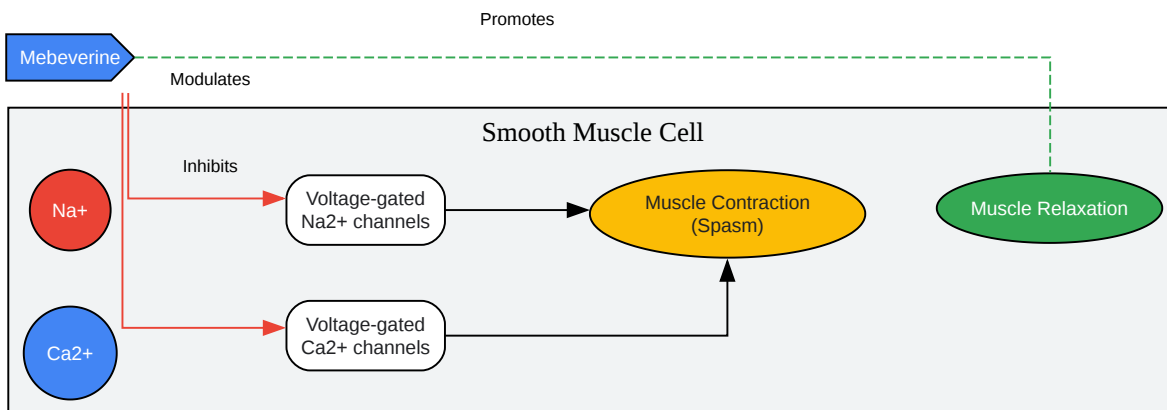 Promotes
Mebeverine
Modulates
Smooth Muscle Cell
Inhibits
Na+
Voltage-gated
Na2+ channels
Muscle Contraction
(Spasm)
Muscle Relaxation
Ca2+
Voltage-gated
Ca2+ channels